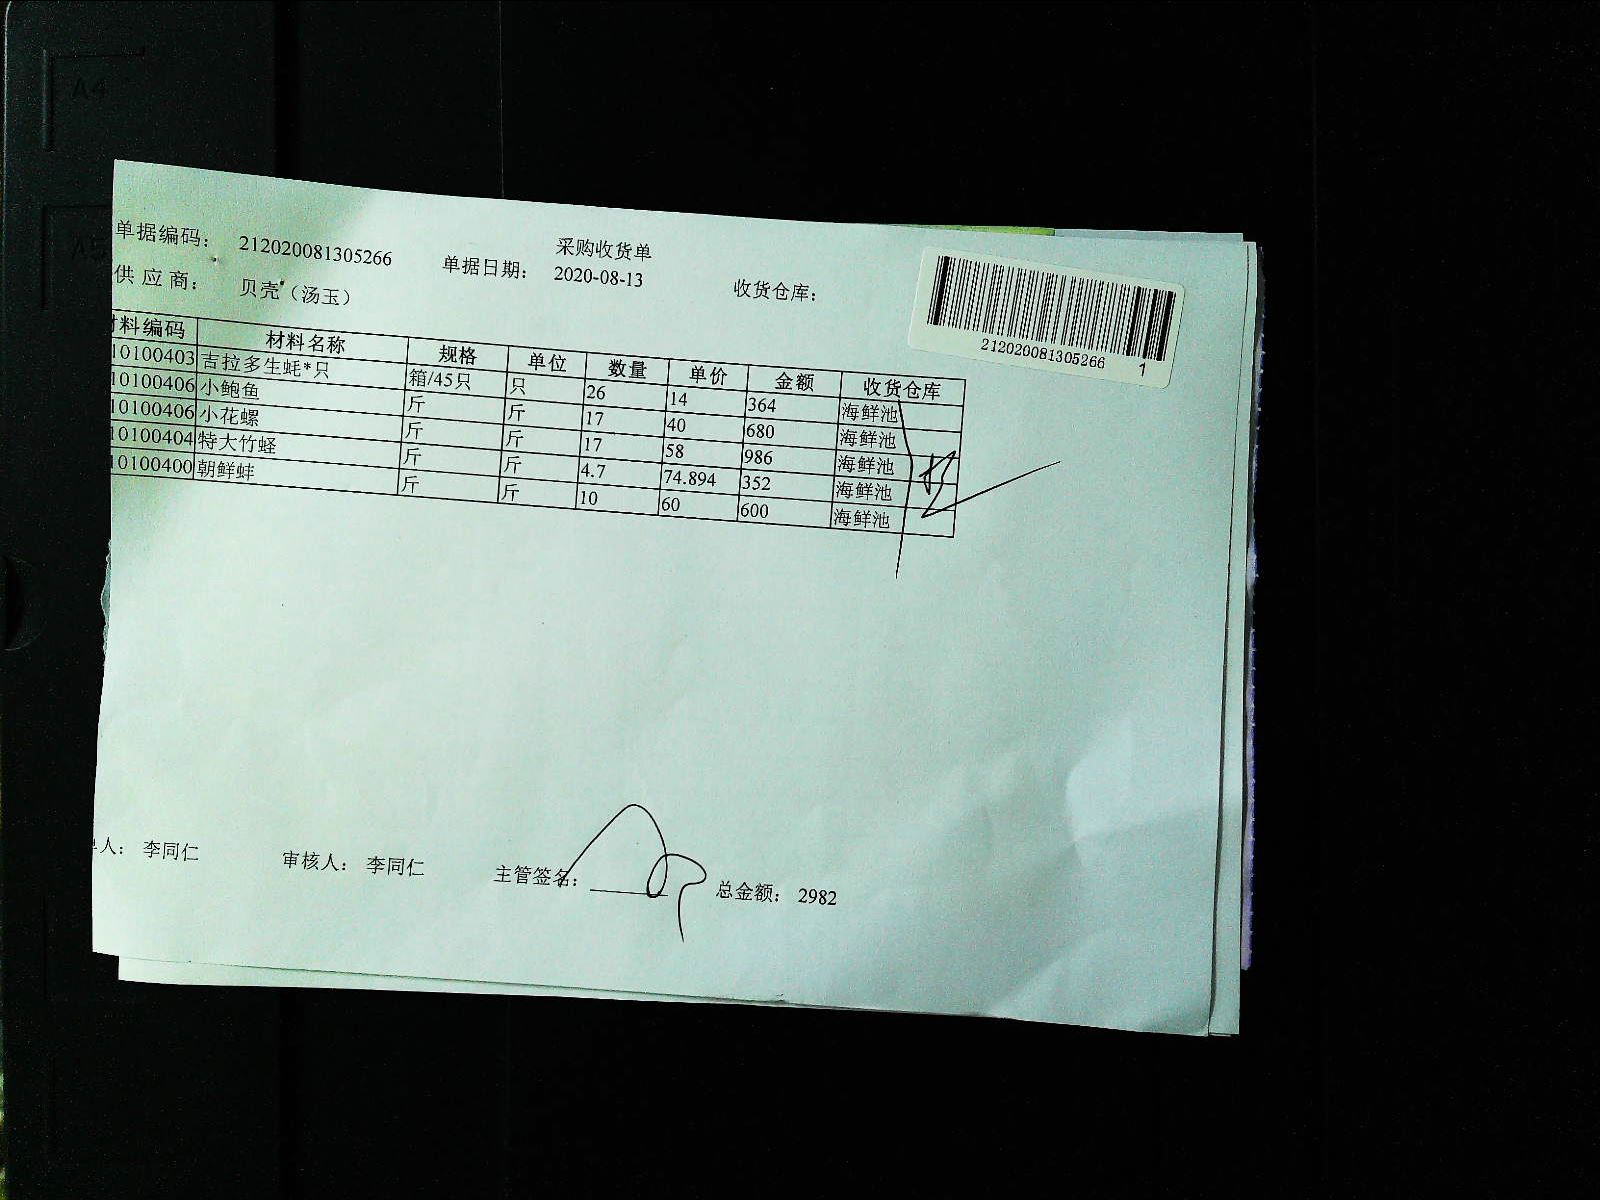 采购收货单
单据编码: 212020081305266 单据日期: 2020-08-13 收货仓库:
供应商: 贝壳（汤玉）
212020081305266 1
材料编码 材料名称 规格 单位 数量 单价 金额 收货仓库
10100403 吉拉多生蚝*只 箱/45只 只 26 14 364 海鲜池
10100406 小鲍鱼 斤 斤 17 40 680 海鲜池
10100406 小花螺 斤 斤 17 58 986 海鲜池
10100404 特大竹蛏 斤 斤 4.7 74.894 352 海鲜池
10100400 朝鲜蚌 斤 斤 10 60 600 海鲜池
人: 李同仁 审核人: 李同仁 主管签名: 总金额: 2982
A4
A5